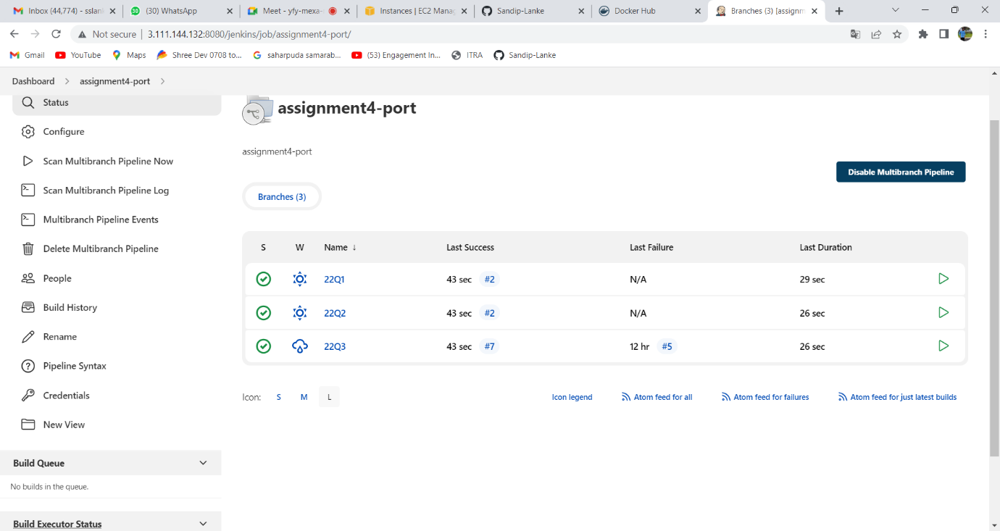 Inbox (44,774) - sslan
(30) WhatsApp
Meet - yfy-mexa-
Instances | EC2 Manag
Sandip-Lanke
Docker Hub
Branches (3) [assignm
Not secure
3.111.144.132:8080/jenkins/job/assignment4-port/
Gmail
YouTube
Maps
Shree Dev 0708 to...
saharpuda samarab...
(53) Engagement In...
ITRA
Sandip-Lanke
Dashboard
assignment4-port
Status
Configure
Scan Multibranch Pipeline Now
Scan Multibranch Pipeline Log
Multibranch Pipeline Events
Delete Multibranch Pipeline
People
Build History
Rename
Pipeline Syntax
Credentials
New View
Build Queue
No builds in the queue.
Build Executor Status
assignment4-port
assignment4-port
Disable Multibranch Pipeline
Branches (3)
S W Name ↓ Last Success Last Failure Last Duration
22Q1 43 sec #2 N/A 29 sec
22Q2 43 sec #2 N/A 26 sec
22Q3 43 sec #7 12 hr #5 26 sec
Icon: S M L
Icon legend
Atom feed for all
Atom feed for failures
Atom feed for just latest builds